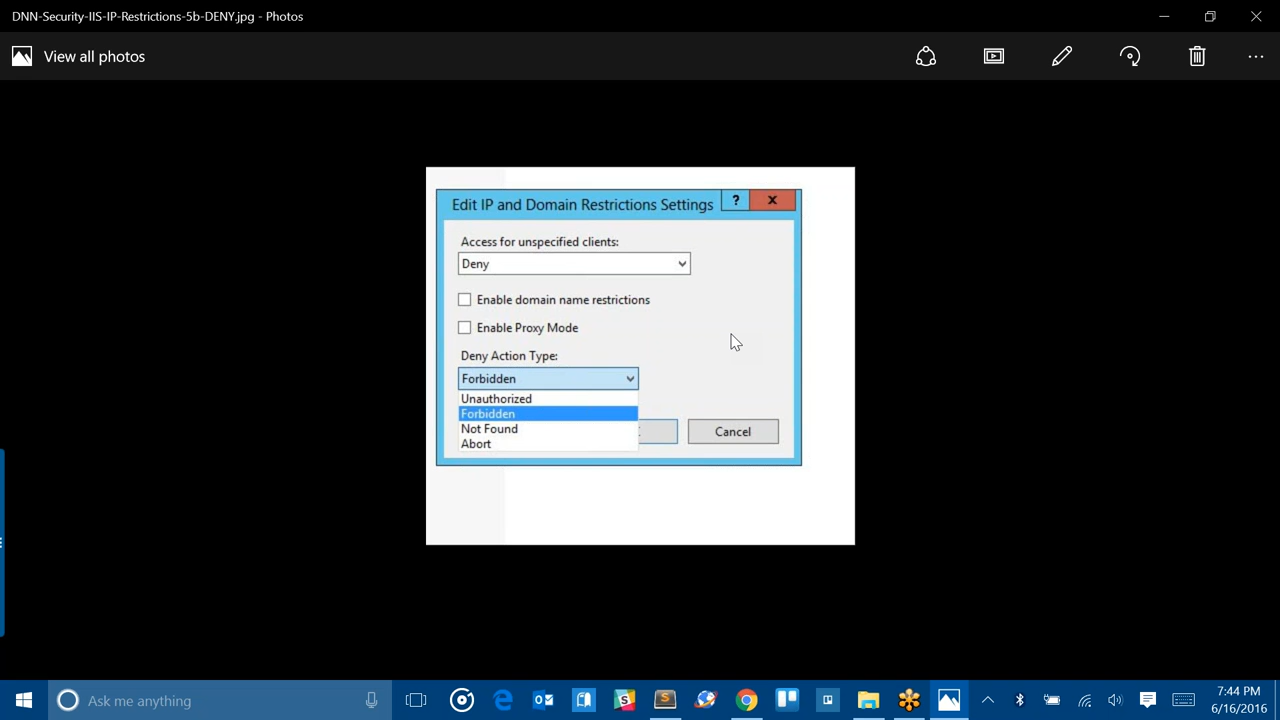 DNN-Security-IIS-IP-Restrictions-5b-DENY.jpg - Photos
View all photos
Edit IP and Domain Restrictions Settings
?
x
Access for unspecified clients:
Deny
Enable domain name restrictions
Enable Proxy Mode
Deny Action Type:
Forbidden
Unauthorized
Forbidden
Not Found
Abort
Cancel
Ask me anything
7:44 PM
6/16/2016